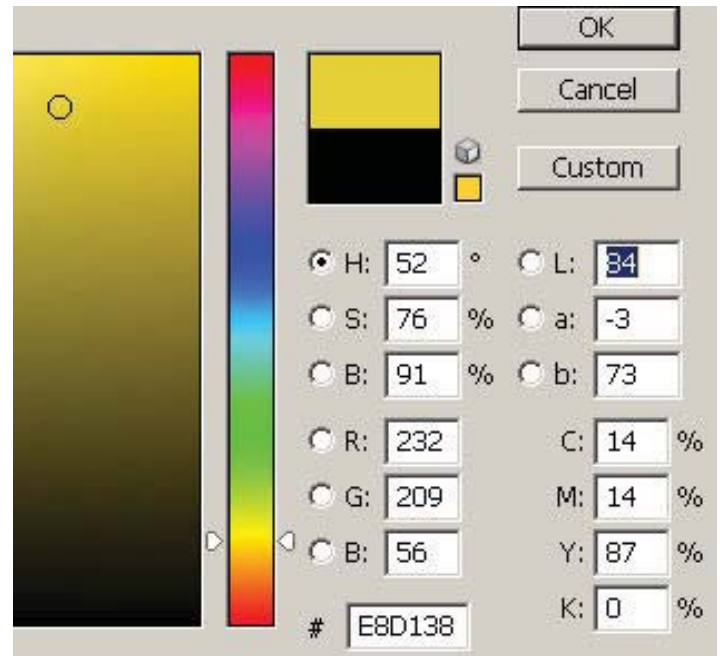 OK
Cancel
Custom
H: 52 °
L: 84
S: 76 %
a: -3
B: 91 %
b: 73
R: 232
C: 14 %
G: 209
M: 14 %
B: 56
Y: 87 %
# E8D138
K: 0 %